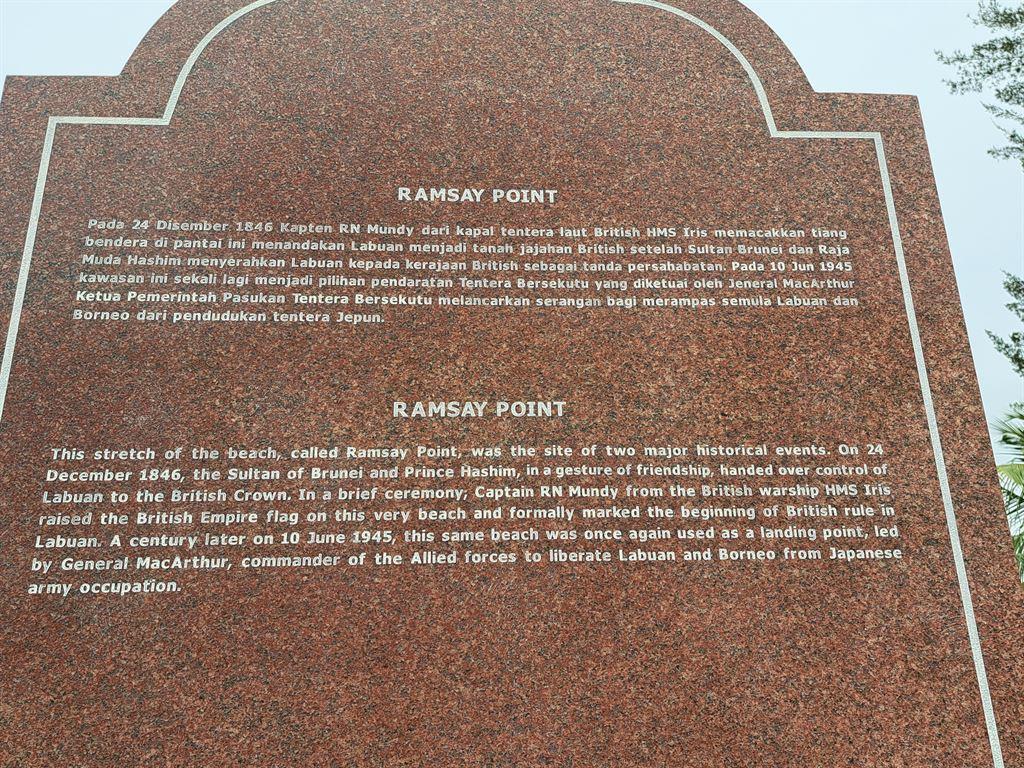 RAMSAY POINT
Pada 24 Disember 1846 Kapten RN Mundy dari kapal tentera laut British HMS Iris memacakkan tiang
bendera di pantai ini menandakan Labuan menjadi tanah jajahan British setelah Sultan Brunei dan Raja
Muda Hashim menyerahkan Labuan kepada kerajaan British sebagai tanda persahabatan. Pada 10 Jun 1945
kawasan ini sekali lagi menjadi pilihan pendaratan Tentera Bersekutu yang diketuai oleh Jeneral MacArthur
Ketua Pemerintah Pasukan Tentera Bersekutu melancarkan serangan bagi merampas semula Labuan dan
Borneo dari pendudukan tentera Jepun.
RAMSAY POINT
This stretch of the beach, called Ramsay Point, was the site of two major historical events. On 24
December 1846, the Sultan of Brunei and Prince Hashim, in a gesture of friendship, handed over control of
Labuan to the British Crown. In a brief ceremony, Captain RN Mundy from the British warship HMS Iris
raised the British Empire flag on this very beach and formally marked the beginning of British rule in
Labuan. A century later on 10 June 1945, this same beach was once again used as a landing point, led
by General MacArthur, commander of the Allied forces to liberate Labuan and Borneo from Japanese
army occupation.